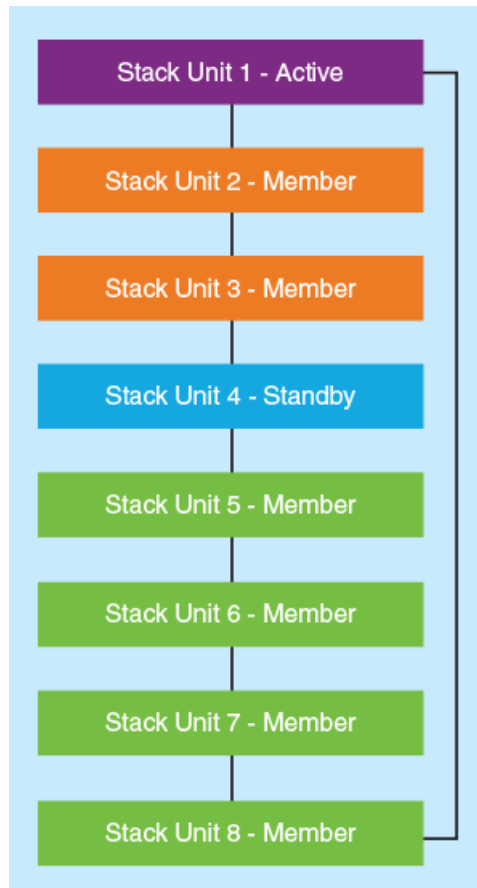 Stack Unit 1 - Active
Stack Unit 2 - Member
Stack Unit 3 - Member
Stack Unit 4 - Standby
Stack Unit 5 - Member
Stack Unit 6 - Member
Stack Unit 7 - Member
Stack Unit 8 - Member